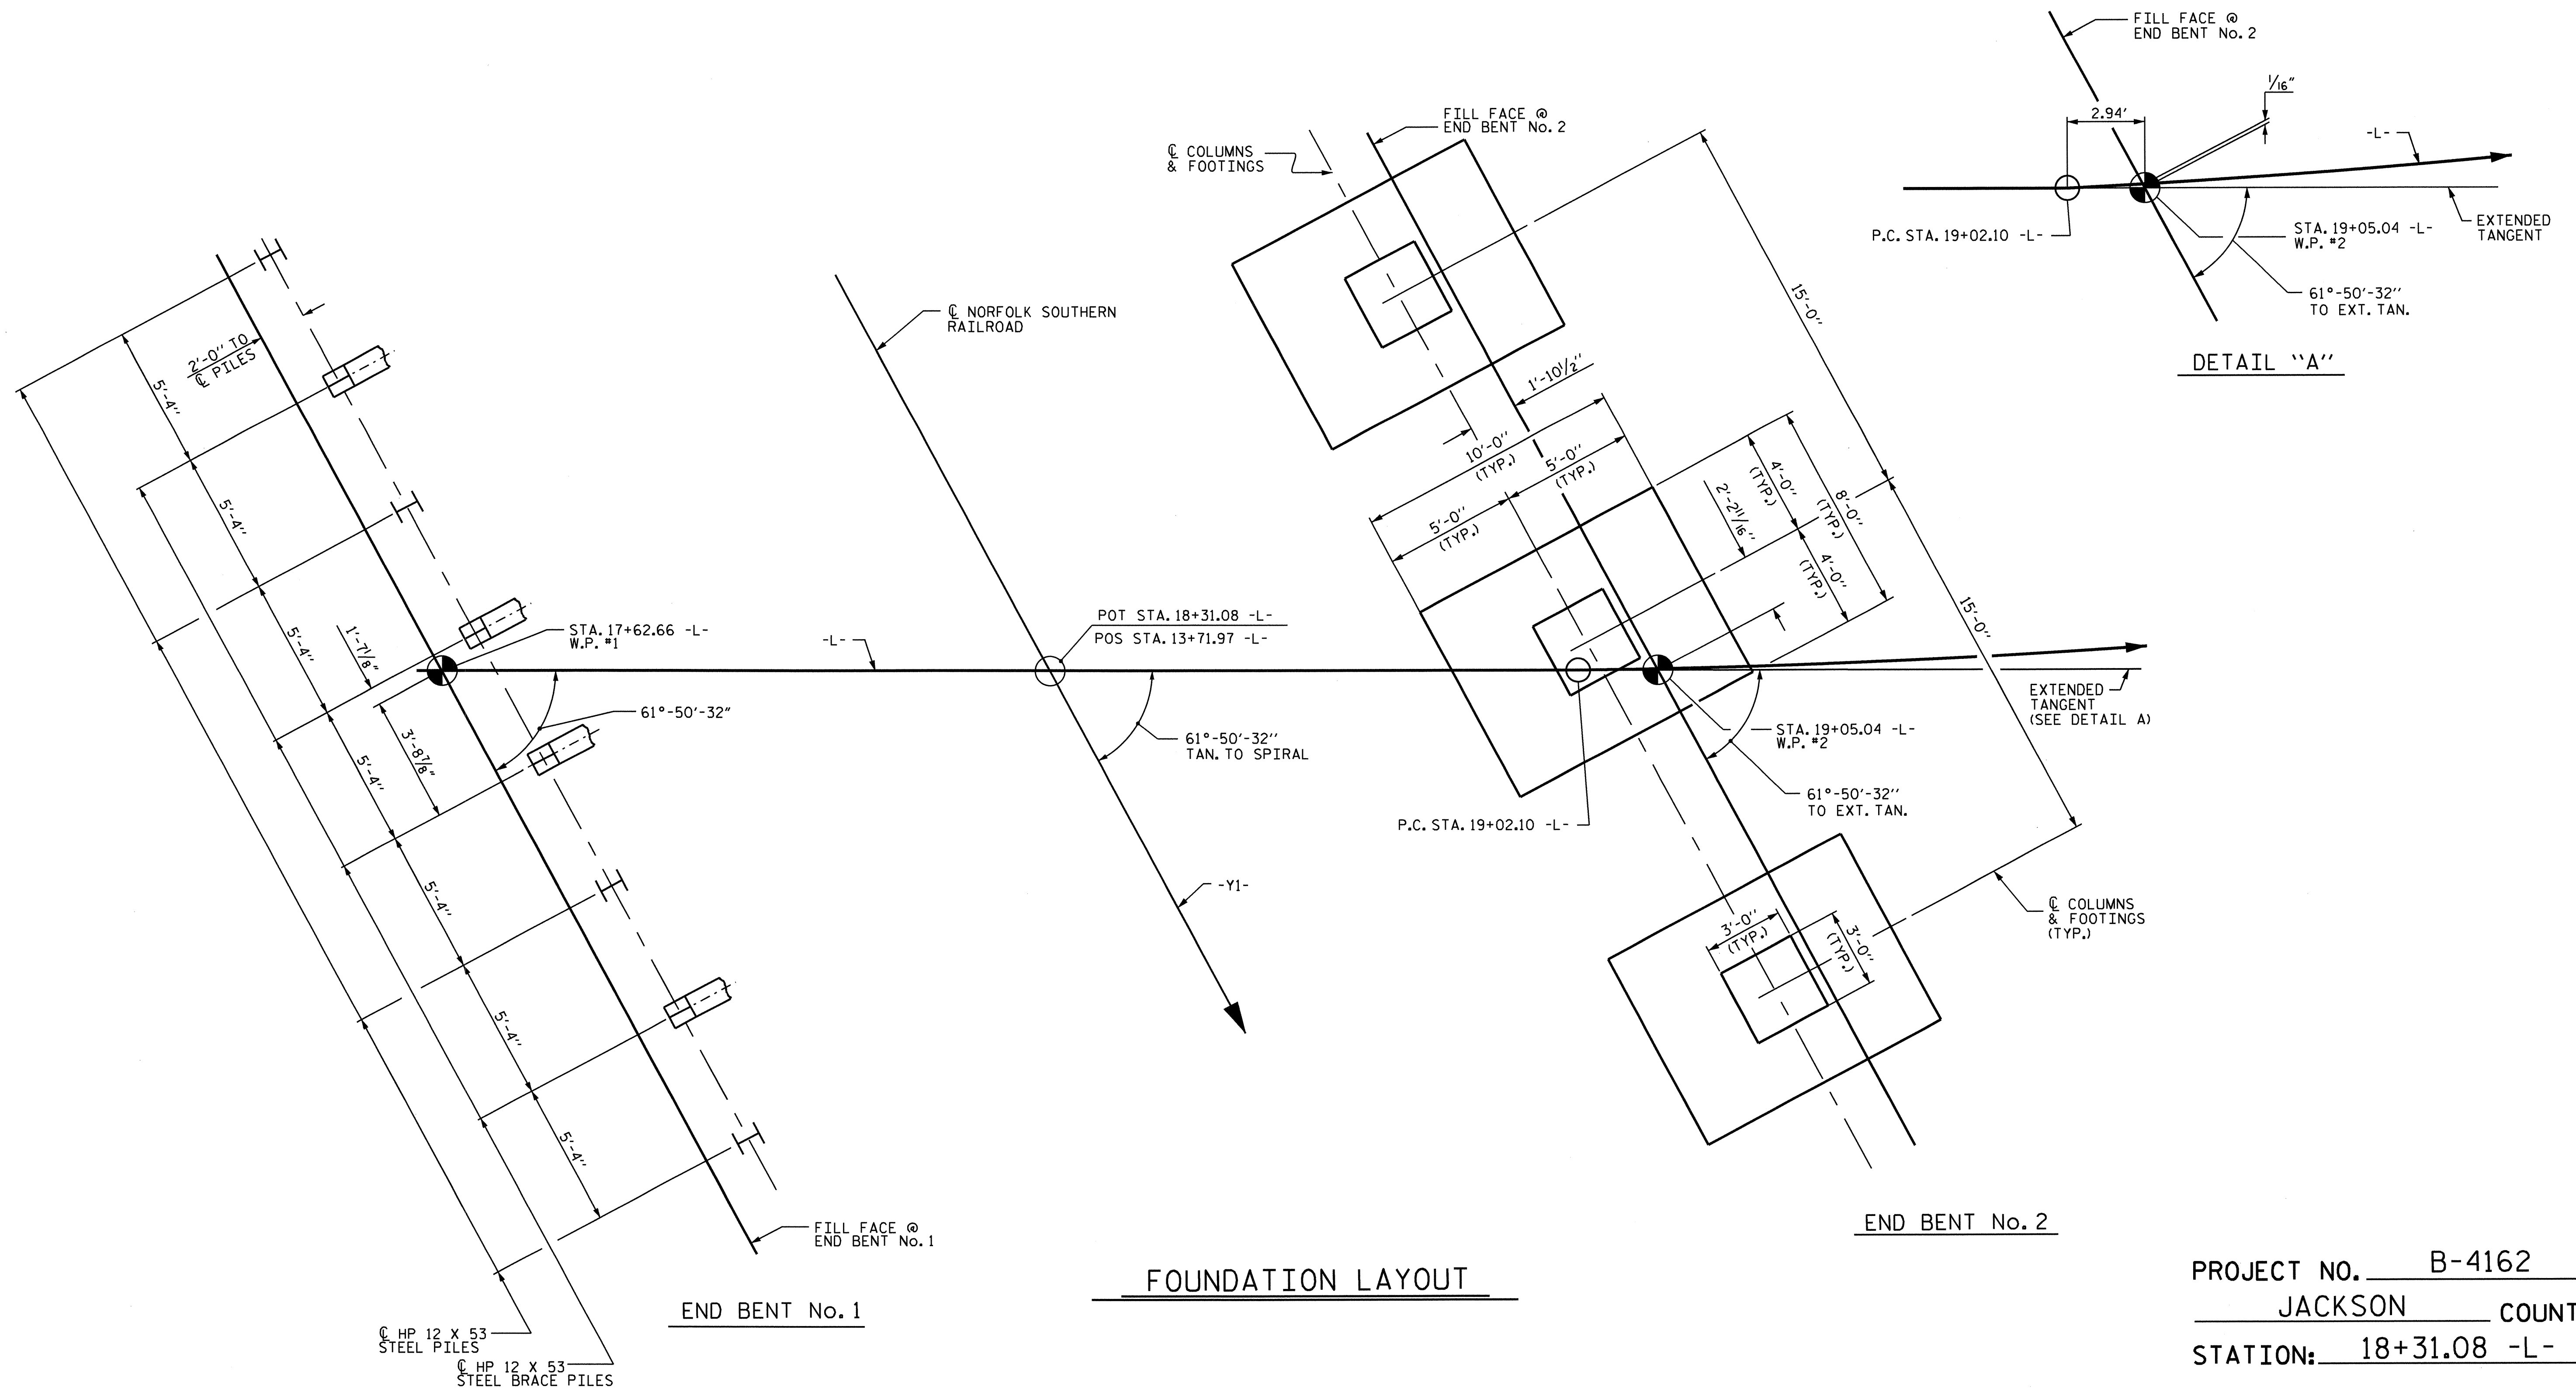 FILL FACE @
END BENT No. 2
1/16"
2.94'
-L-
P.C. STA. 19+02.10 -L-
STA. 19+05.04 -L-
W.P. #2
EXTENDED
TANGENT
61°-50'-32''
TO EXT. TAN.
DETAIL "A"
FILL FACE @
END BENT No. 2
℄ COLUMNS
& FOOTINGS
℄ NORFOLK SOUTHERN
RAILROAD
2'-0'' TO
℄ PILES
5'-4''
5'-4''
5'-4''
5'-4''
5'-4''
5'-4''
5'-4''
1'-7 1/8''
3'-8 7/8''
STA. 17+62.66 -L-
W.P. #1
61°-50'-32"
-L-
POT STA. 18+31.08 -L-
POS STA. 13+71.97 -L-
61°-50'-32''
TAN. TO SPIRAL
-Y1-
15'-0''
1'-10 1/2''
10'-0''
(TYP.)
5'-0''
(TYP.)
5'-0''
(TYP.)
4'-0''
(TYP.)
8'-0''
(TYP.)
2'-2 11/16''
4'-0''
(TYP.)
15'-0''
EXTENDED
TANGENT
(SEE DETAIL A)
STA. 19+05.04 -L-
W.P. #2
61°-50'-32''
TO EXT. TAN.
P.C. STA. 19+02.10 -L-
3'-0''
(TYP.)
3'-0''
(TYP.)
℄ COLUMNS
& FOOTINGS
(TYP.)
FILL FACE @
END BENT No. 1
END BENT No. 1
℄ HP 12 X 53
STEEL PILES
℄ HP 12 X 53
STEEL BRACE PILES
FOUNDATION LAYOUT
END BENT No. 2
PROJECT NO. B-4162
JACKSON COUNT
STATION: 18+31.08 -L-